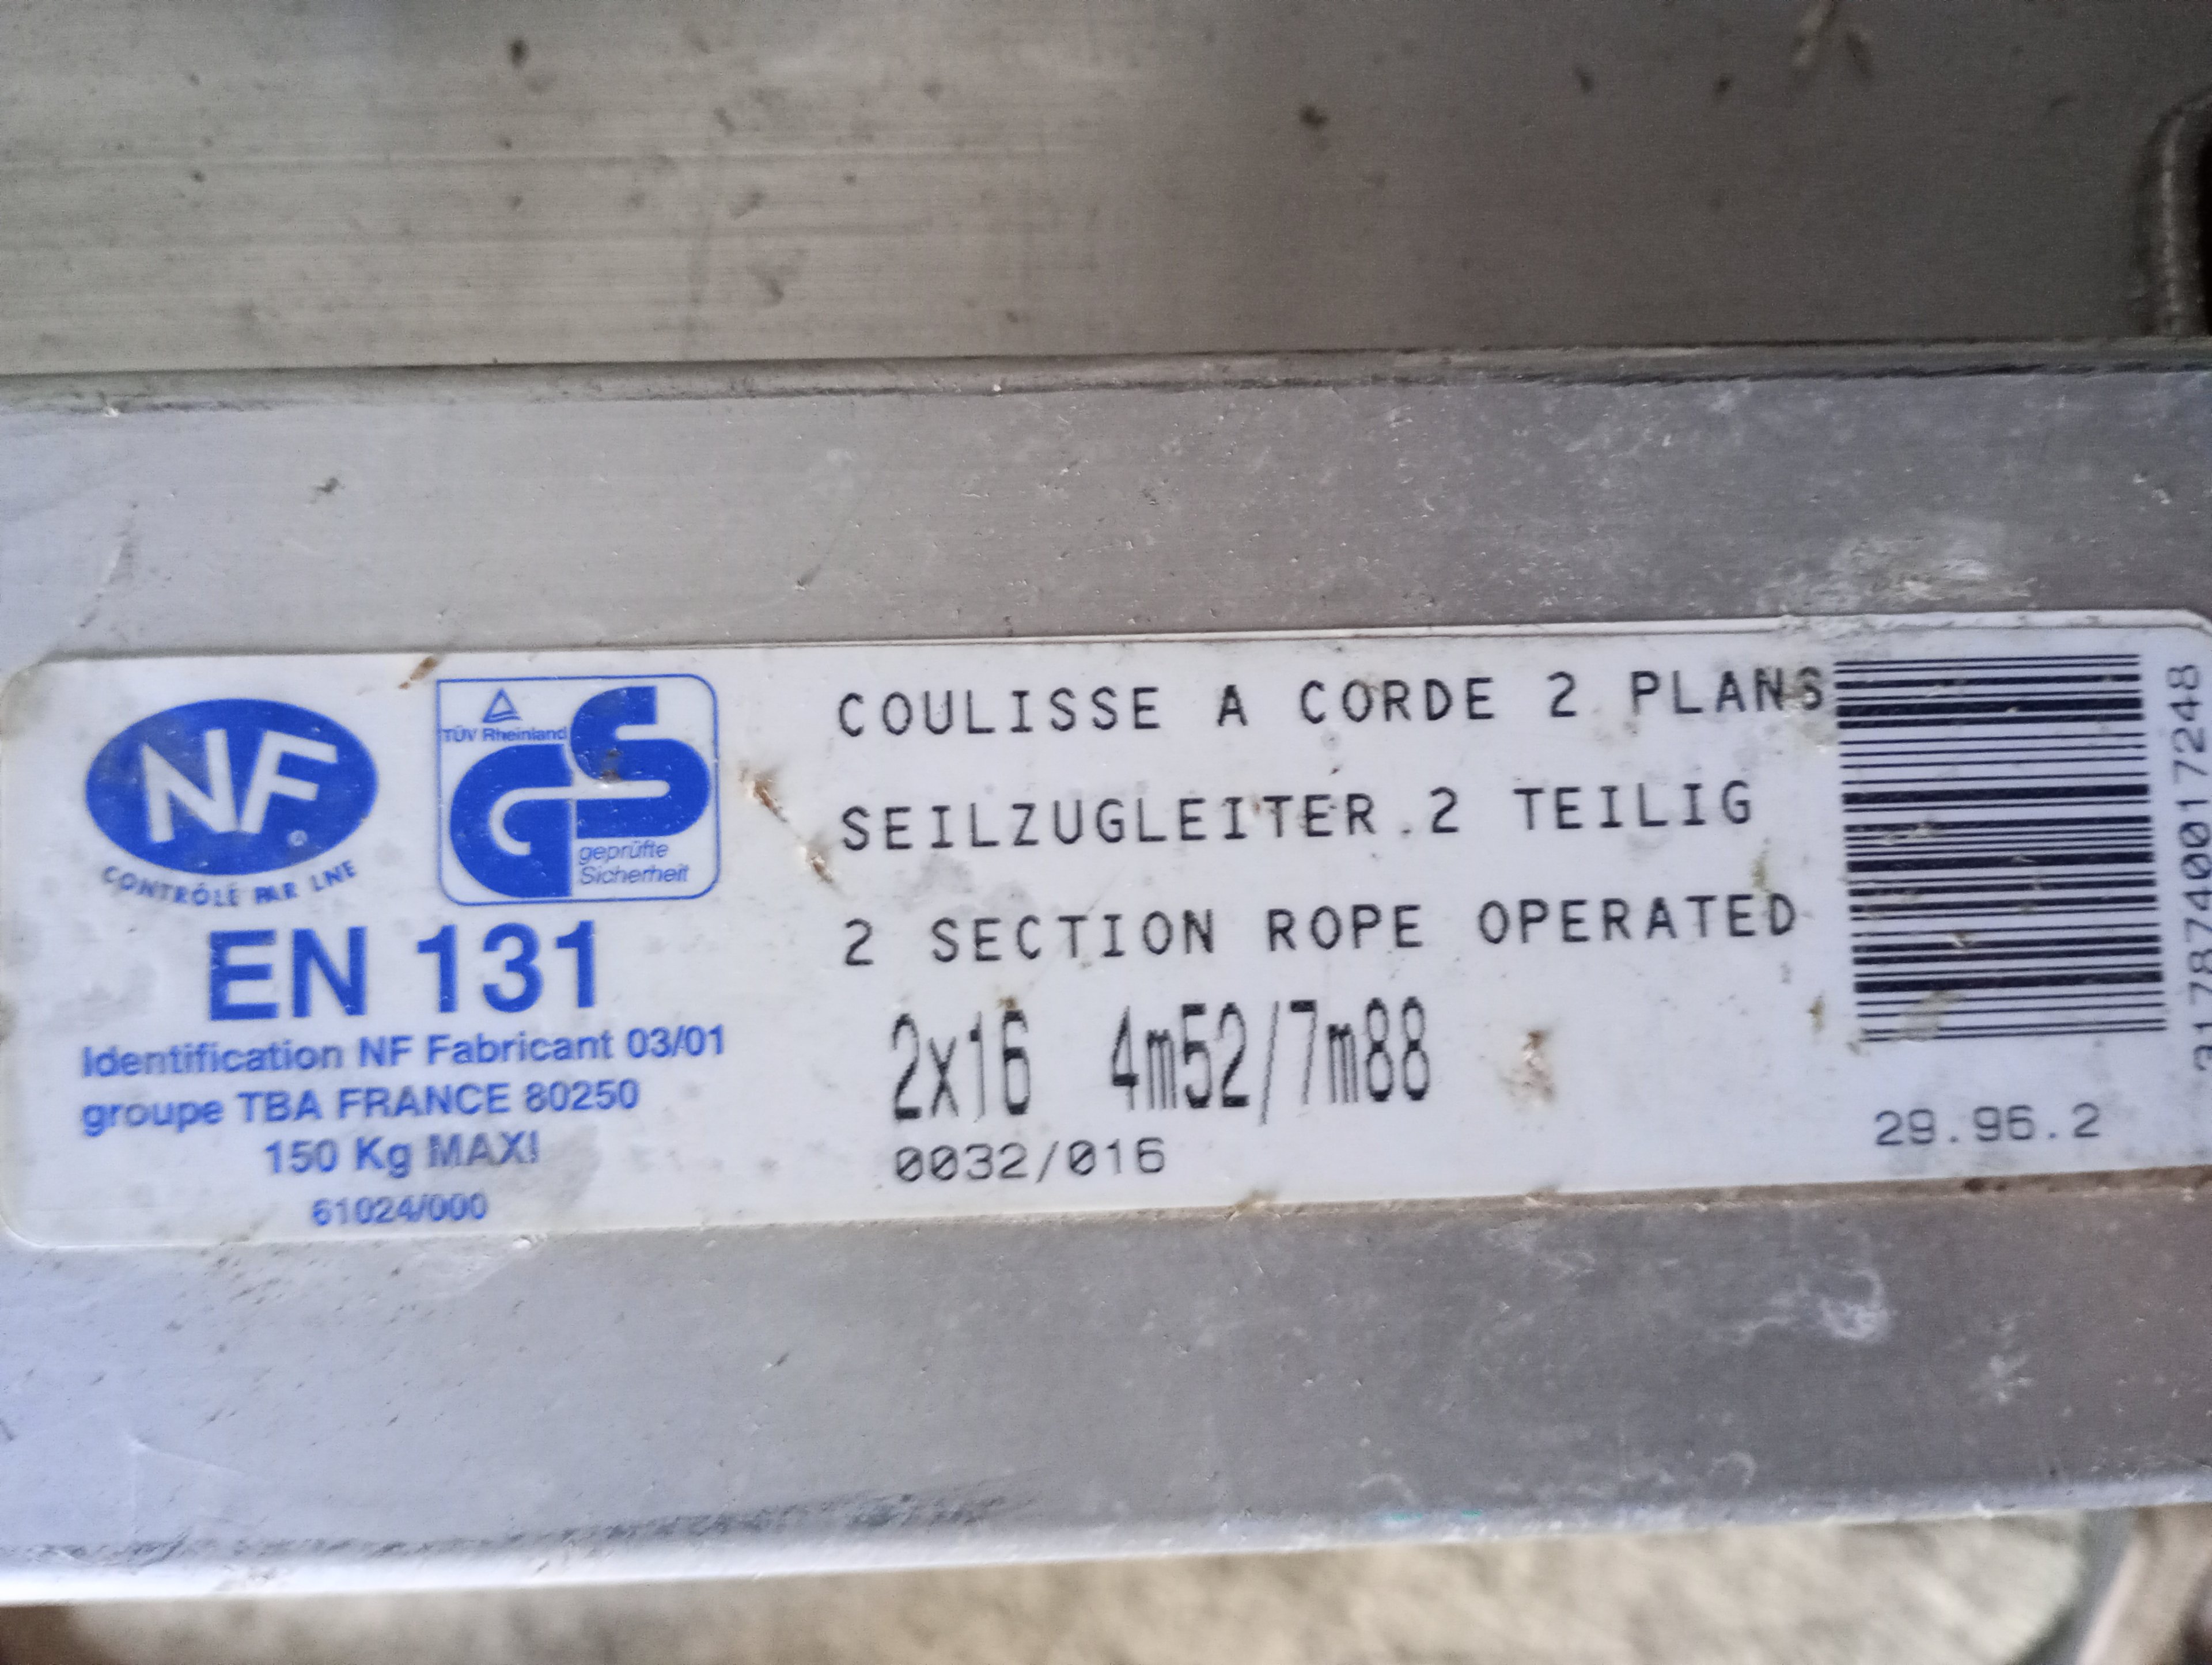 NF
CONTRÔLÉ PAR LNE
TÜV Rheinland
GS
geprüfte
Sicherheit
EN 131
Identification NF Fabricant 03/01
groupe TBA FRANCE 80250
150 Kg MAXI
61024/000
COULISSE A CORDE 2 PLANS
SEILZUGLEITER 2 TEILIG
2 SECTION ROPE OPERATED
2x16 4m52/7m88
0032/016
3178740017248
29.96.2